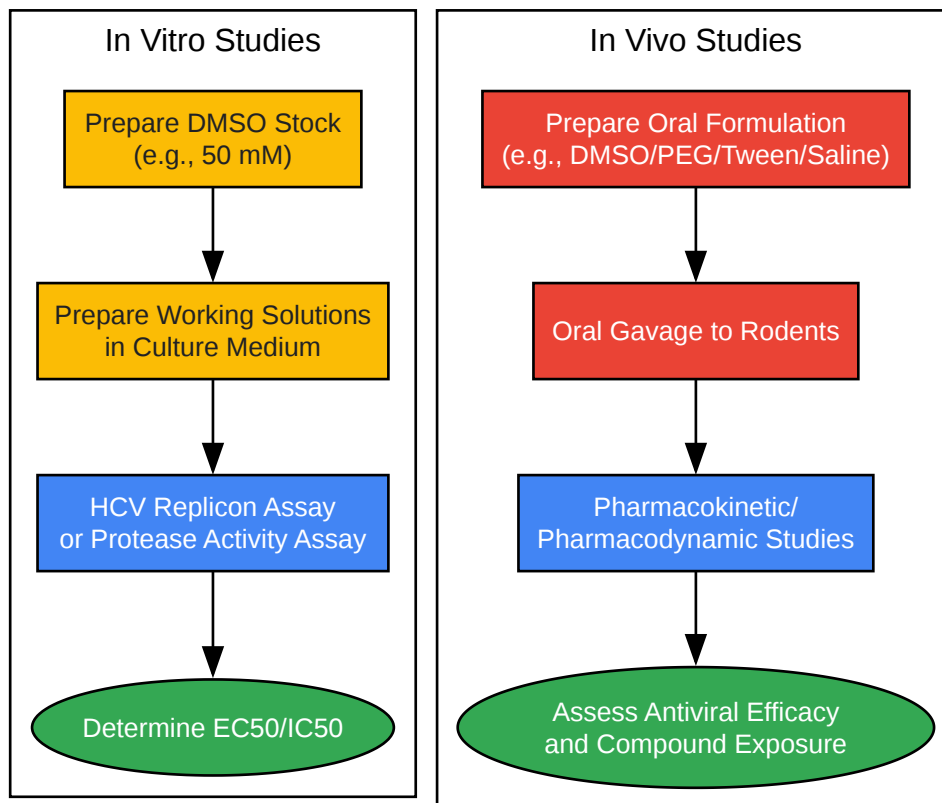 In Vitro Studies
Prepare DMSO Stock
(e.g., 50 mM)
Prepare Working Solutions
in Culture Medium
HCV Replicon Assay
or Protease Activity Assay
Determine EC50/IC50
In Vivo Studies
Prepare Oral Formulation
(e.g., DMSO/PEG/Tween/Saline)
Oral Gavage to Rodents
Pharmacokinetic/
Pharmacodynamic Studies
Assess Antiviral Efficacy
and Compound Exposure